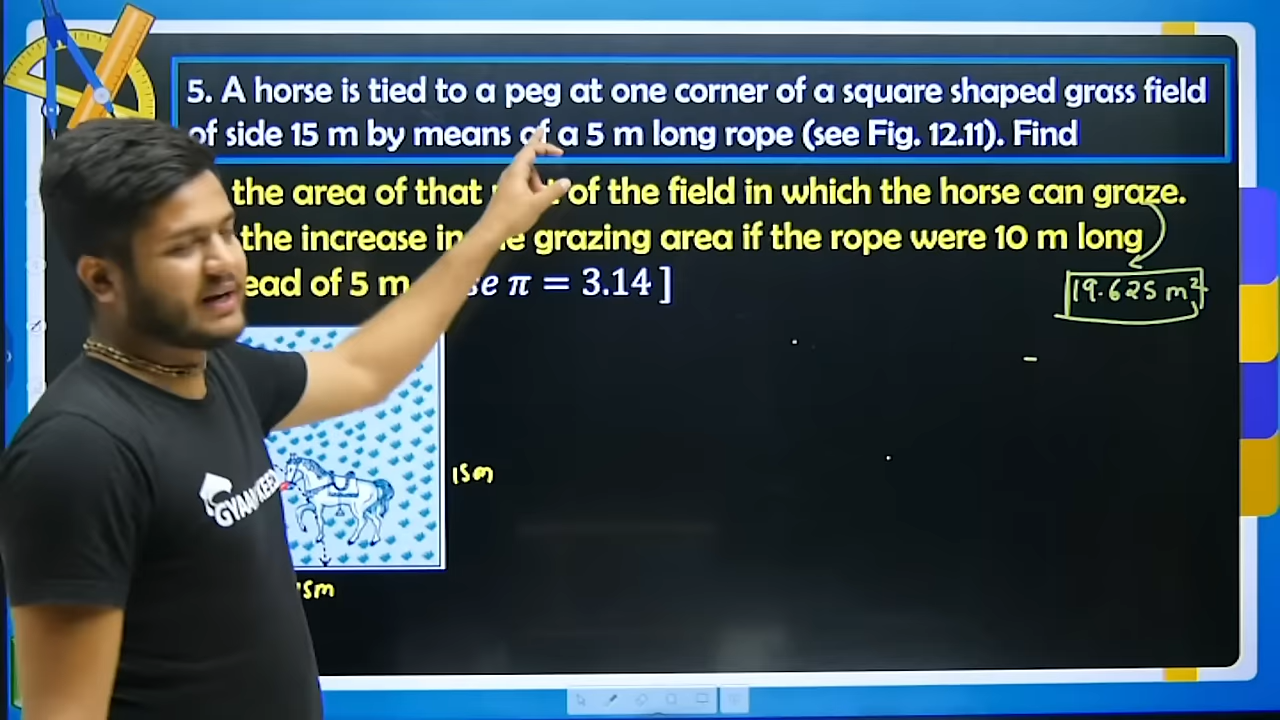 5. A horse is tied to a peg at one corner of a square shaped grass field
of side 15 m by means of a 5 m long rope (see Fig. 12.11). Find
the area of that of the field in which the horse can graze.
the increase in grazing area if the rope were 10 m long
of 5 m π = 3.14 ]
19.625 m²
15m
GYAAN